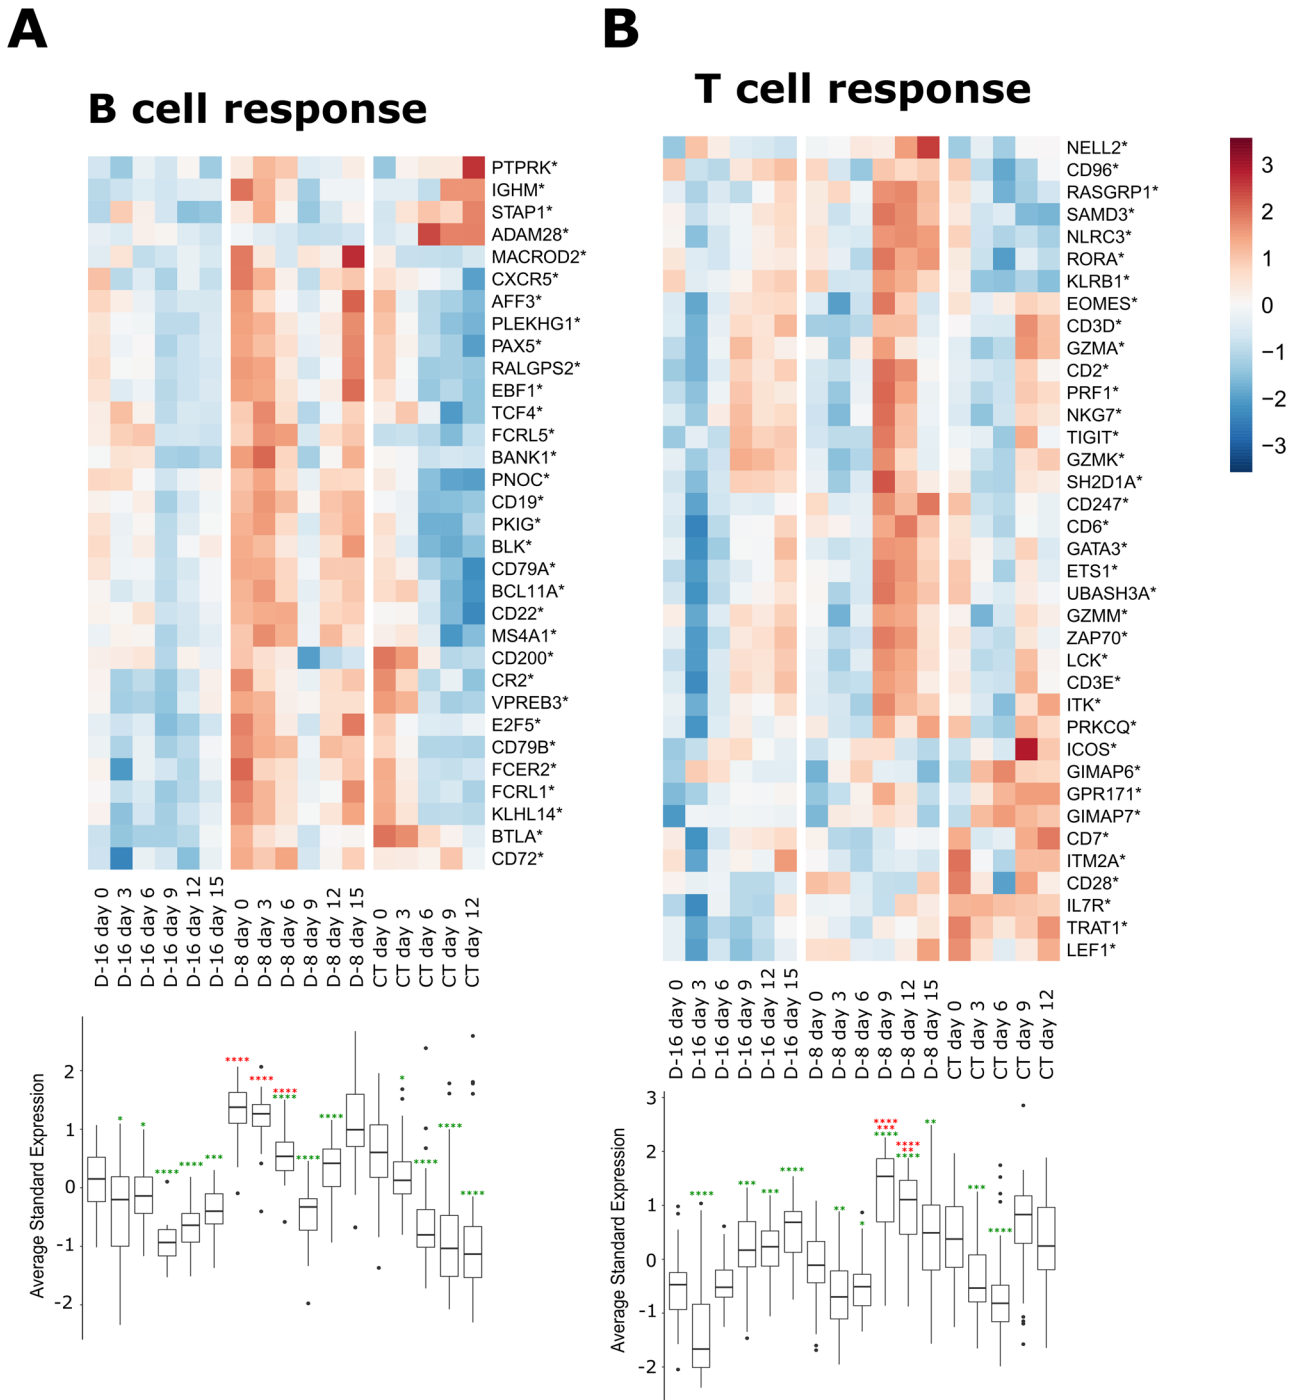 A
B cell response
PTPRK*
IGHM*
STAP1*
ADAM28*
MACROD2*
CXCR5*
AFF3*
PLEKHG1*
PAX5*
RALGPS2*
EBF1*
TCF4*
FCRL5*
BANK1*
PNOC*
CD19*
PKIG*
BLK*
CD79A*
BCL11A*
CD22*
MS4A1*
CD200*
CR2*
VPREB3*
E2F5*
CD79B*
FCER2*
FCRL1*
KLHL14*
BTLA*
CD72*
D-16 day 0
D-16 day 3
D-16 day 6
D-16 day 9
D-16 day 12
D-16 day 15
D-8 day 0
D-8 day 3
D-8 day 6
D-8 day 9
D-8 day 12
D-8 day 15
CT day 0
CT day 3
CT day 6
CT day 9
CT day 12
Average Standard Expression
2
1
0
-1
-2
*
*
****
****
***
****
****
****
****
****
****
*
****
****
****
B
T cell response
NELL2*
CD96*
RASGRP1*
SAMD3*
NLRC3*
RORA*
KLRB1*
EOMES*
CD3D*
GZMA*
CD2*
PRF1*
NKG7*
TIGIT*
GZMK*
SH2D1A*
CD247*
CD6*
GATA3*
ETS1*
UBASH3A*
GZMM*
ZAP70*
LCK*
CD3E*
ITK*
PRKCQ*
ICOS*
GIMAP6*
GPR171*
GIMAP7*
CD7*
ITM2A*
CD28*
IL7R*
TRAT1*
LEF1*
D-16 day 0
D-16 day 3
D-16 day 6
D-16 day 9
D-16 day 12
D-16 day 15
D-8 day 0
D-8 day 3
D-8 day 6
D-8 day 9
D-8 day 12
D-8 day 15
CT day 0
CT day 3
CT day 6
CT day 9
CT day 12
Average Standard Expression
3
2
1
0
-1
-2
****
***
***
****
**
*
****
***
****
****
**
****
**
***
****
3
2
1
0
−1
−2
−3